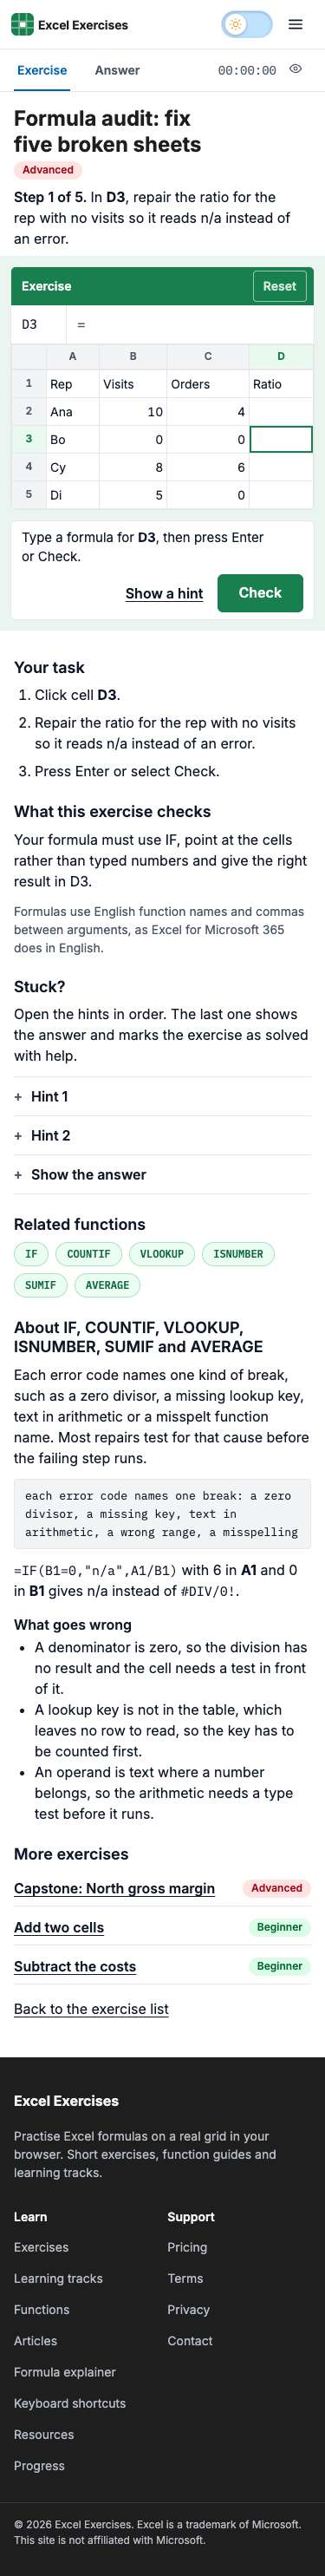 Excel Exercises
Exercise Answer 00:00:00
Formula audit: fix
five broken sheets
Advanced
Step 1 of 5. In D3, repair the ratio for the
rep with no visits so it reads n/a instead of
an error.
Exercise Reset
D3 =
A B C D
1 Rep Visits Orders Ratio
2 Ana 10 4
3 Bo 0 0
4 Cy 8 6
5 Di 5 0
Type a formula for D3, then press Enter
or Check.
Show a hint Check
Your task
1. Click cell D3.
2. Repair the ratio for the rep with no visits
so it reads n/a instead of an error.
3. Press Enter or select Check.
What this exercise checks
Your formula must use IF, point at the cells
rather than typed numbers and give the right
result in D3.
Formulas use English function names and commas
between arguments, as Excel for Microsoft 365
does in English.
Stuck?
Open the hints in order. The last one shows
the answer and marks the exercise as solved
with help.
+ Hint 1
+ Hint 2
+ Show the answer
Related functions
IF COUNTIF VLOOKUP ISNUMBER
SUMIF AVERAGE
About IF, COUNTIF, VLOOKUP,
ISNUMBER, SUMIF and AVERAGE
Each error code names one kind of break,
such as a zero divisor, a missing lookup key,
text in arithmetic or a misspelt function
name. Most repairs test for that cause before
the failing step runs.
each error code names one break: a zero
divisor, a missing key, text in
arithmetic, a wrong range, a misspelling
=IF(B1=0,"n/a",A1/B1) with 6 in A1 and 0
in B1 gives n/a instead of #DIV/0!.
What goes wrong
• A denominator is zero, so the division has
no result and the cell needs a test in front
of it.
• A lookup key is not in the table, which
leaves no row to read, so the key has to
be counted first.
• An operand is text where a number
belongs, so the arithmetic needs a type
test before it runs.
More exercises
Capstone: North gross margin Advanced
Add two cells Beginner
Subtract the costs Beginner
Back to the exercise list
Excel Exercises
Practise Excel formulas on a real grid in your
browser. Short exercises, function guides and
learning tracks.
Learn Support
Exercises Pricing
Learning tracks Terms
Functions Privacy
Articles Contact
Formula explainer
Keyboard shortcuts
Resources
Progress
© 2026 Excel Exercises. Excel is a trademark of Microsoft.
This site is not affiliated with Microsoft.